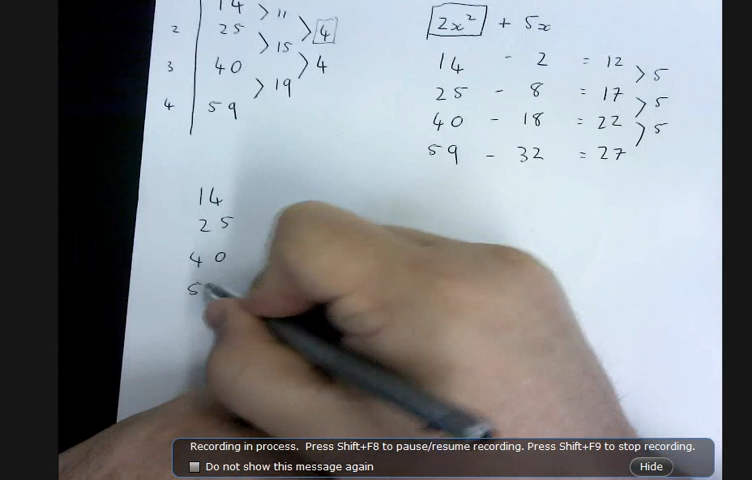 14 > 11
2 25 > 4
> 15
3 40 > 4
> 19
4 59
2x² + 5x
14 - 2 = 12
> 5
25 - 8 = 17
> 5
40 - 18 = 22
> 5
59 - 32 = 27
14
25
40
5
Recording in process. Press Shift+F8 to pause/resume recording. Press Shift+F9 to stop recording.
Do not show this message again
Hide